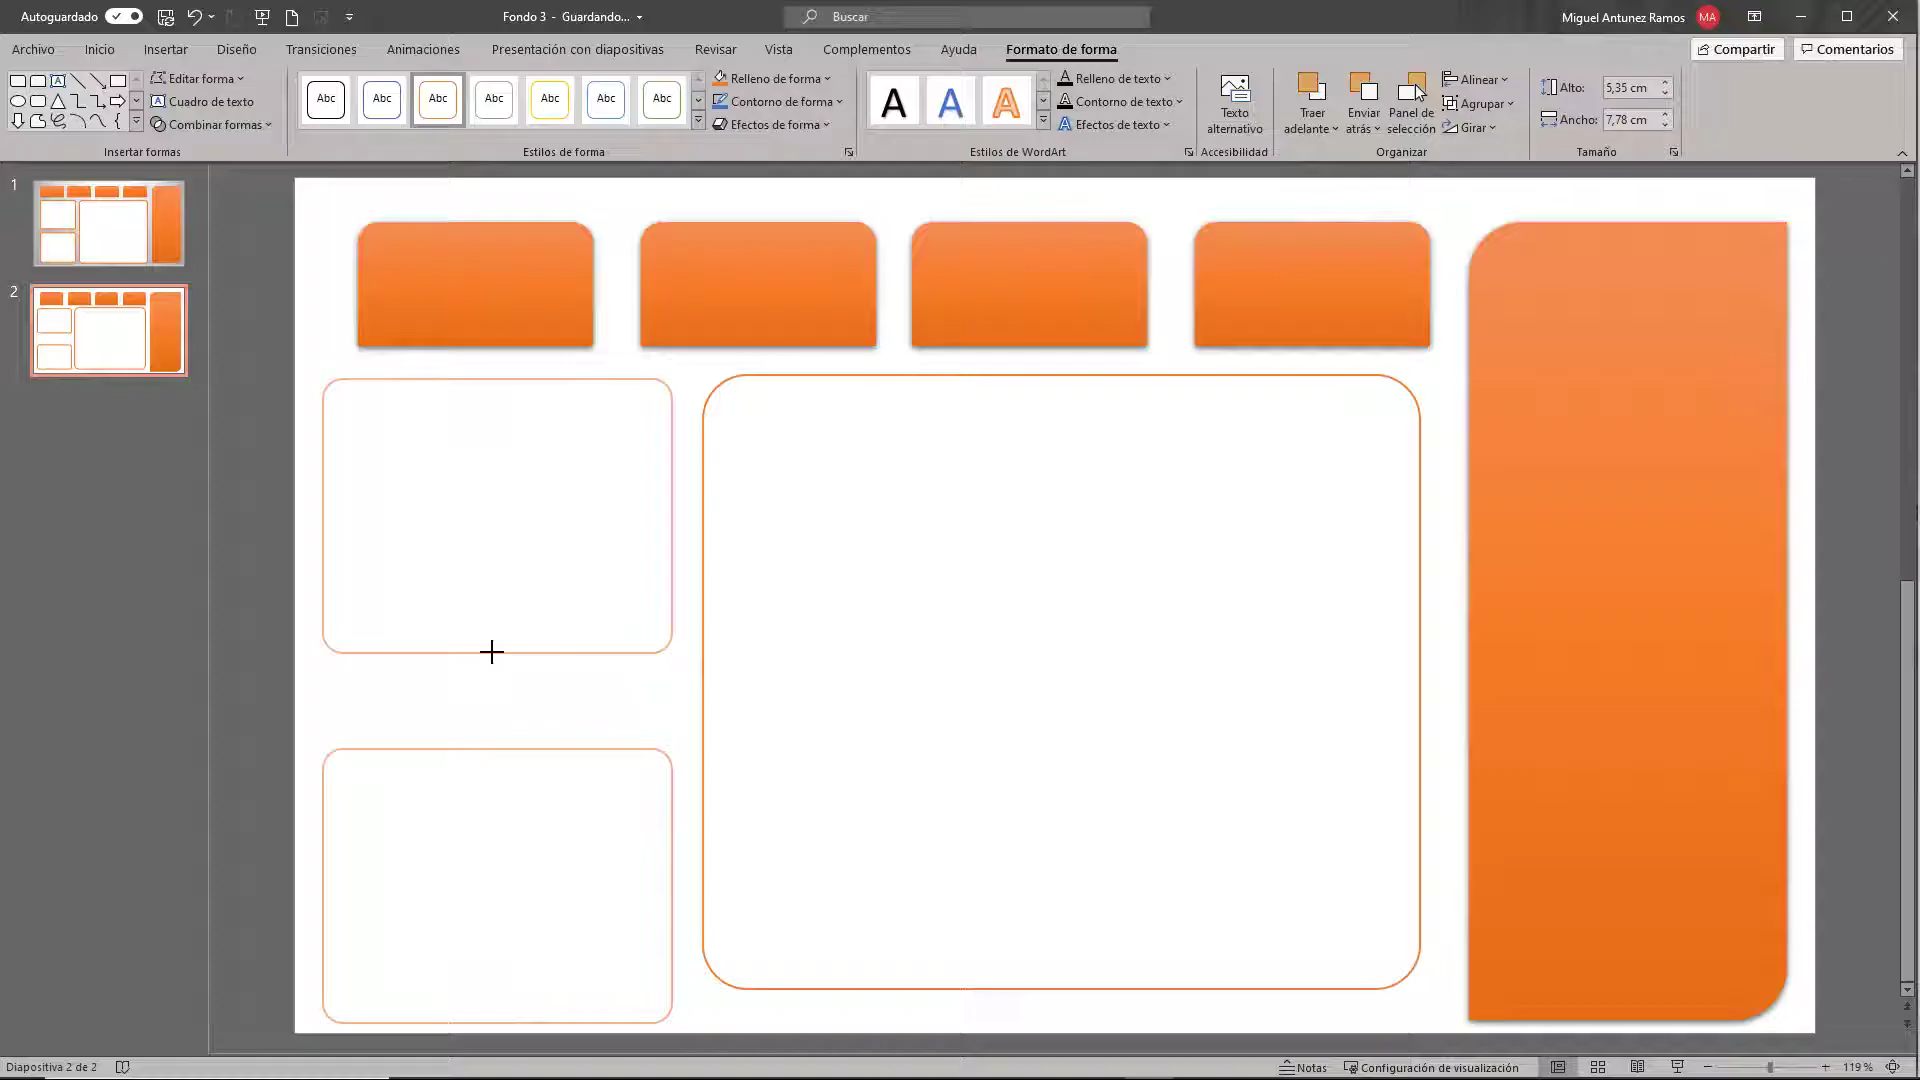 Autoguardado
Fondo 3 - Guardando...
Buscar
Miguel Antunez Ramos
MA
Archivo Inicio Insertar Diseño Transiciones Animaciones Presentación con diapositivas Revisar Vista Complementos Ayuda Formato de forma
Compartir
Comentarios
Editar forma
Cuadro de texto
Combinar formas
Insertar formas
Abc Abc Abc Abc Abc Abc Abc
Relleno de forma
Contorno de forma
Efectos de forma
Estilos de forma
A A A
Relleno de texto
Contorno de texto
Efectos de texto
Estilos de WordArt
Texto
alternativo
Accesibilidad
Traer
adelante
Enviar
atrás
Panel de
selección
Alinear
Agrupar
Girar
Organizar
Alto: 5,35 cm
Ancho: 7,78 cm
Tamaño
1
2
Diapositiva 2 de 2
Notas
Configuración de visualización
119 %